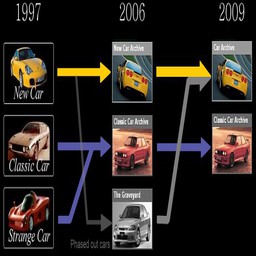 1997 2006 2009
New Car Archive
Car Archive
New Car
Classic Car Archive
Classic Car Archive
Classic Car
The Graveyard
Strange Car
Phased out cars